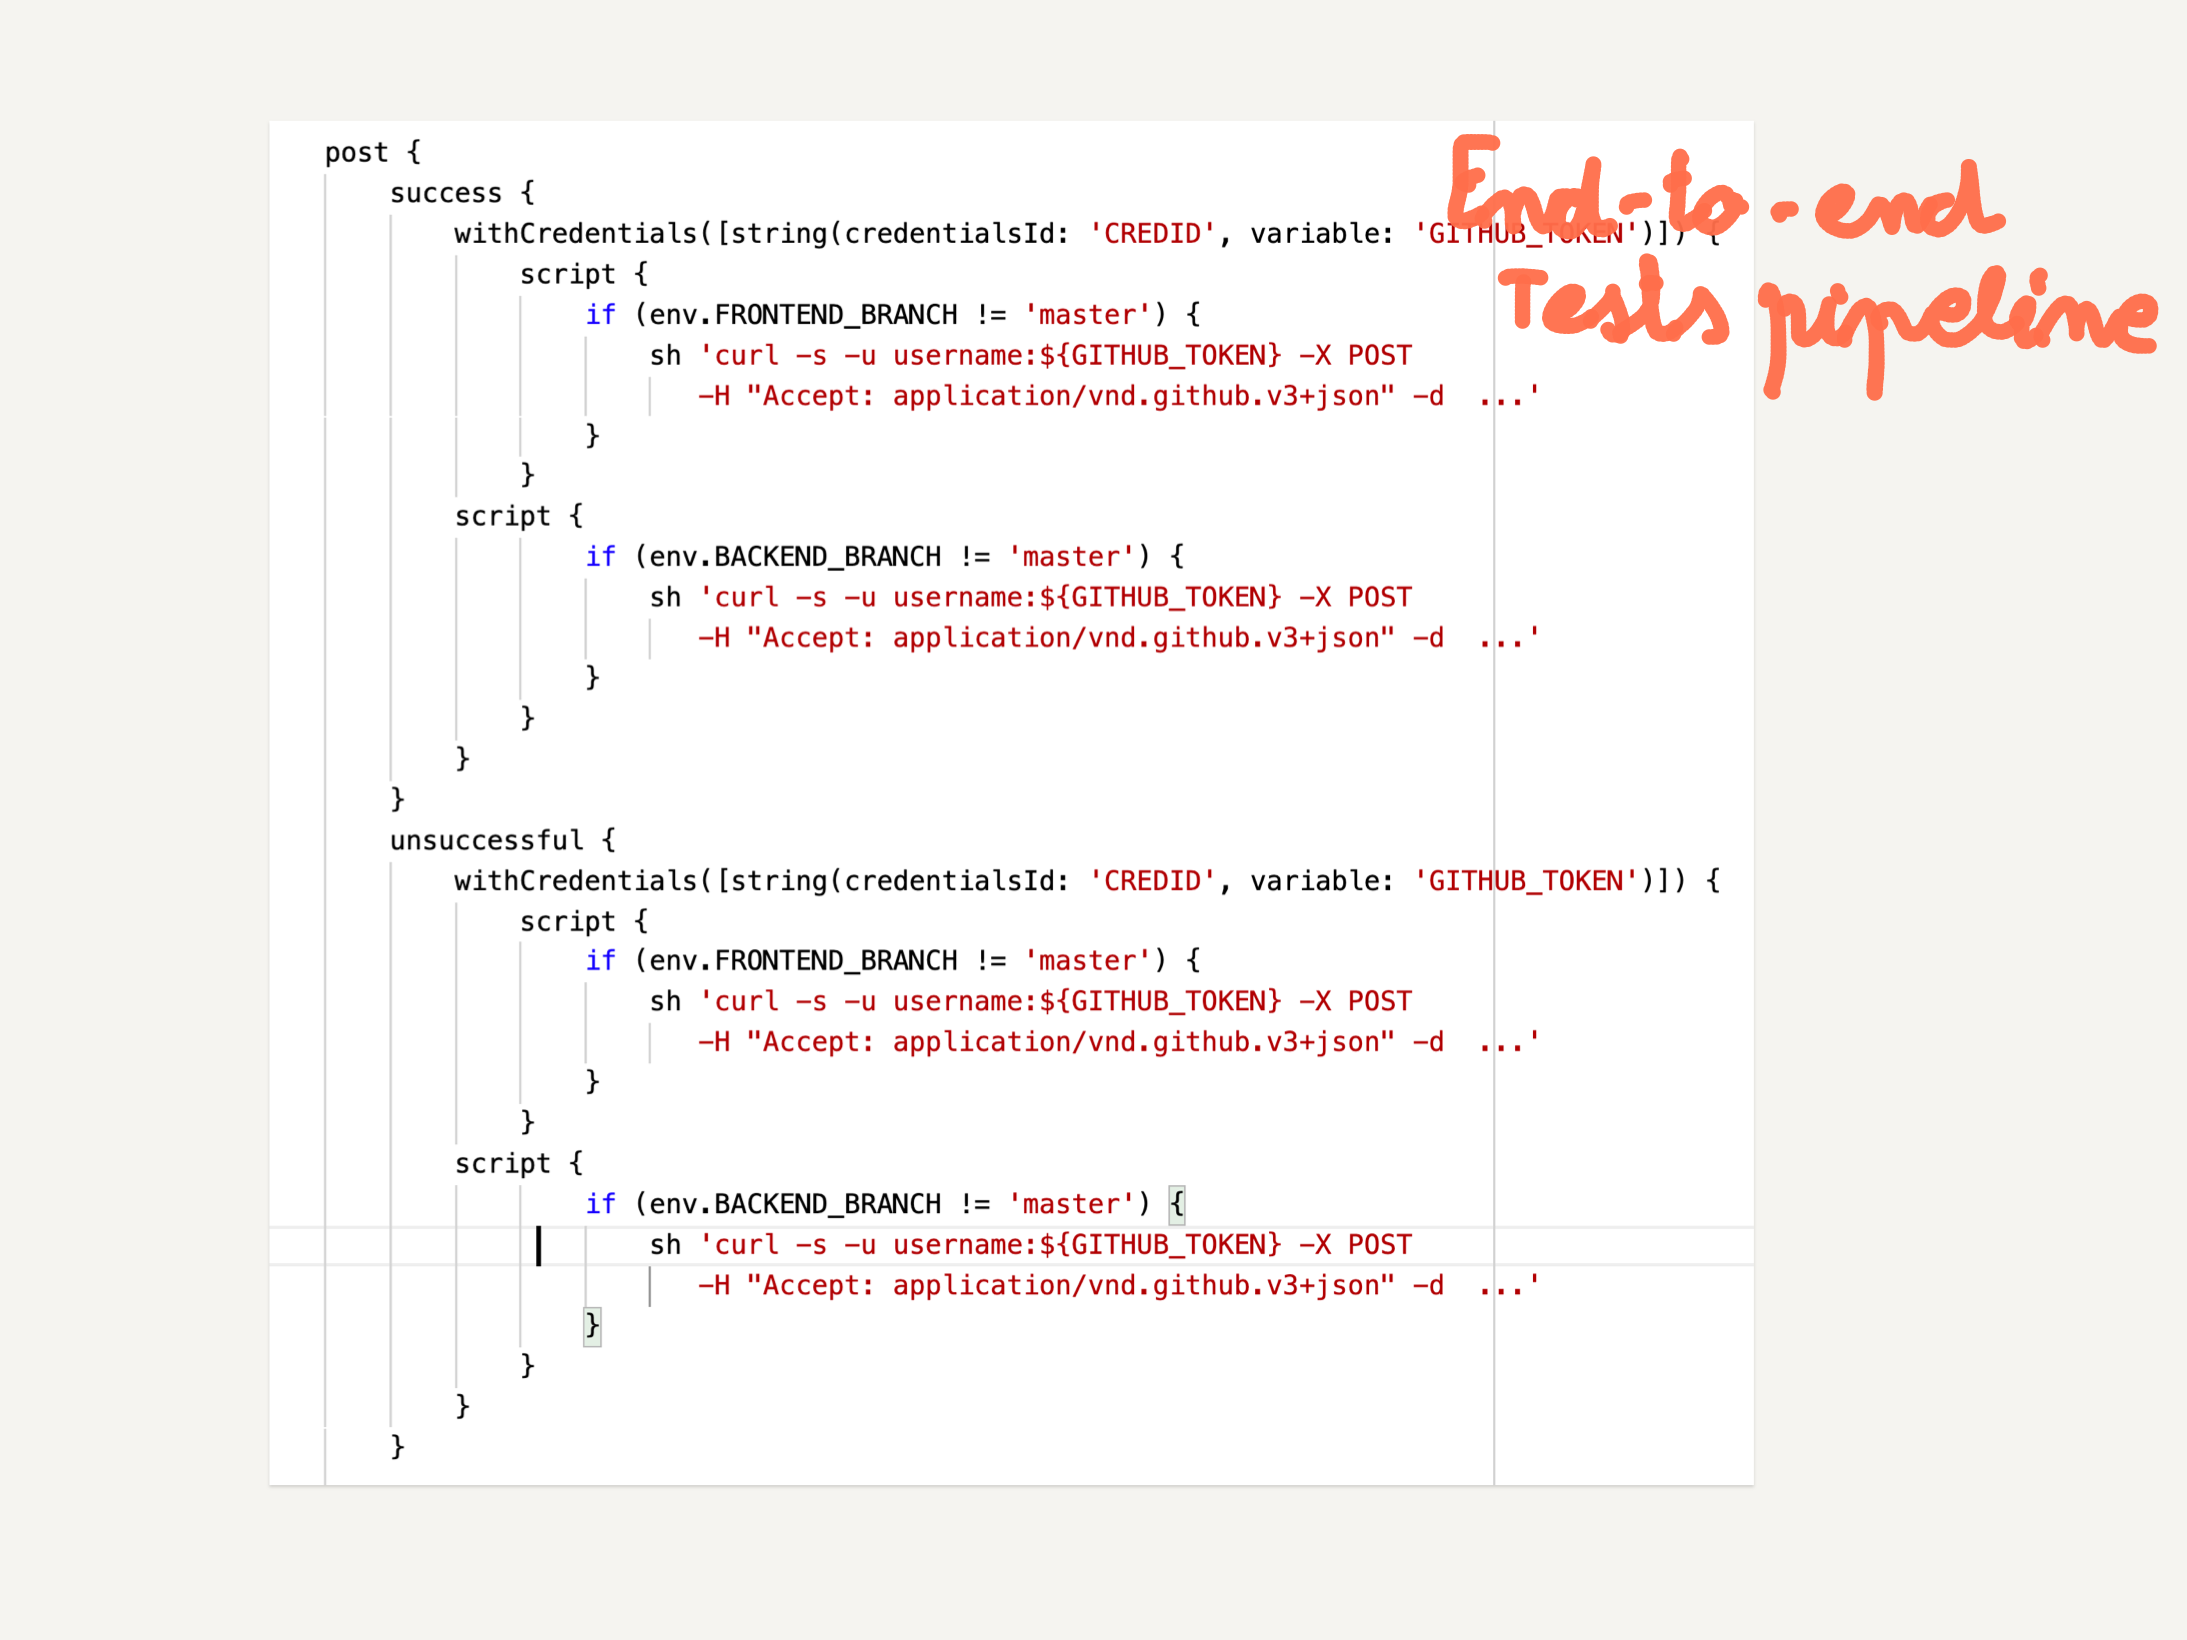 post {
success {
withCredentials([string(credentialsId: 'CREDID', variable: 'GITHUB_TOKEN')]) {
script {
if (env.FRONTEND_BRANCH != 'master') {
sh 'curl -s -u username:${GITHUB_TOKEN} -X POST
-H "Accept: application/vnd.github.v3+json" -d  ...'
}
}
script {
if (env.BACKEND_BRANCH != 'master') {
sh 'curl -s -u username:${GITHUB_TOKEN} -X POST
-H "Accept: application/vnd.github.v3+json" -d  ...'
}
}
}
}
unsuccessful {
withCredentials([string(credentialsId: 'CREDID', variable: 'GITHUB_TOKEN')]) {
script {
if (env.FRONTEND_BRANCH != 'master') {
sh 'curl -s -u username:${GITHUB_TOKEN} -X POST
-H "Accept: application/vnd.github.v3+json" -d  ...'
}
}
script {
if (env.BACKEND_BRANCH != 'master') {
sh 'curl -s -u username:${GITHUB_TOKEN} -X POST
-H "Accept: application/vnd.github.v3+json" -d  ...'
}
}
}
}
End-to-end
Tests pipeline